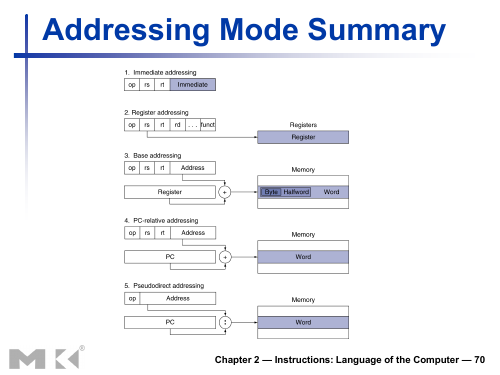 Addressing Mode Summary
1. Immediate addressing
op rs rt Immediate
2. Register addressing
op rs rt rd . . . funct
Registers
Register
3. Base addressing
op rs rt Address
Memory
Register
+
Byte Halfword Word
4. PC-relative addressing
op rs rt Address
Memory
PC
+
Word
5. Pseudodirect addressing
op Address
Memory
PC
:
Word
MK®
Chapter 2 — Instructions: Language of the Computer — 70